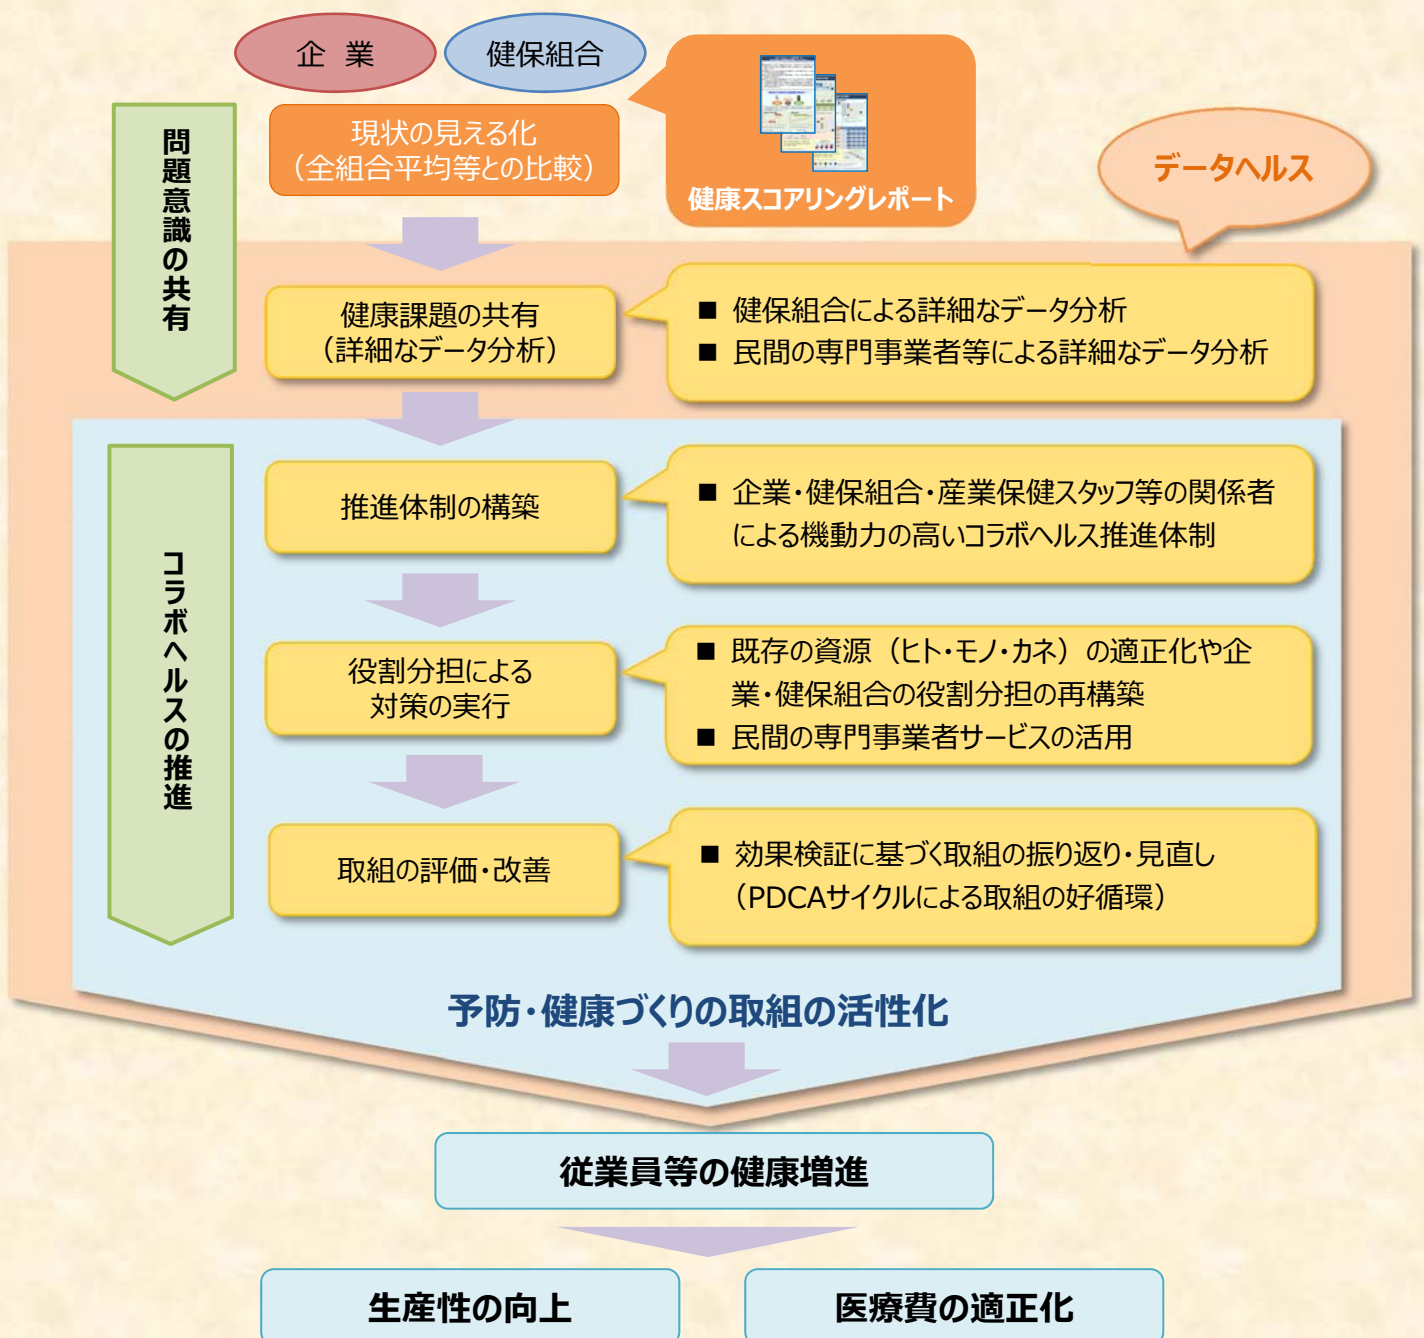 企 業
健保組合
現状の見える化
（全組合平均等との比較）
健康スコアリングレポート
データヘルス
問題意識の共有
健康課題の共有
（詳細なデータ分析）
■ 健保組合による詳細なデータ分析
■ 民間の専門事業者等による詳細なデータ分析
コラボヘルスの推進
推進体制の構築
■ 企業・健保組合・産業保健スタッフ等の関係者
による機動力の高いコラボヘルス推進体制
役割分担による
対策の実行
■ 既存の資源（ヒト・モノ・カネ）の適正化や企
業・健保組合の役割分担の再構築
■ 民間の専門事業者サービスの活用
取組の評価・改善
■ 効果検証に基づく取組の振り返り・見直し
（PDCAサイクルによる取組の好循環）
予防・健康づくりの取組の活性化
従業員等の健康増進
生産性の向上
医療費の適正化